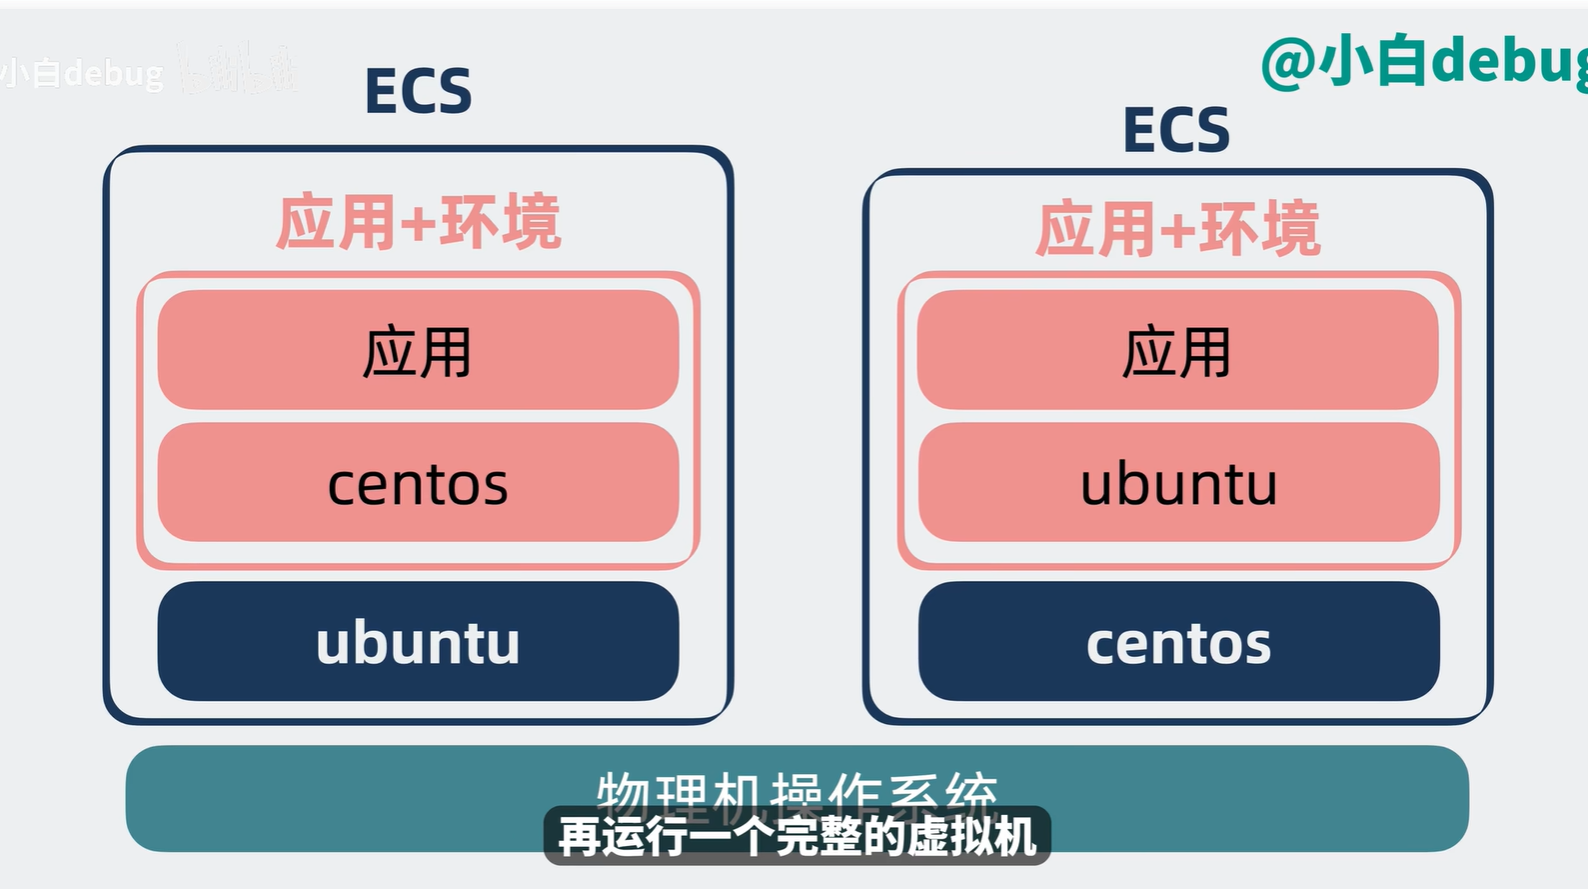 小白debug
@小白debug
ECS
应用+环境
应用
centos
ubuntu
ECS
应用+环境
应用
ubuntu
centos
物理机操作系统
再运行一个完整的虚拟机